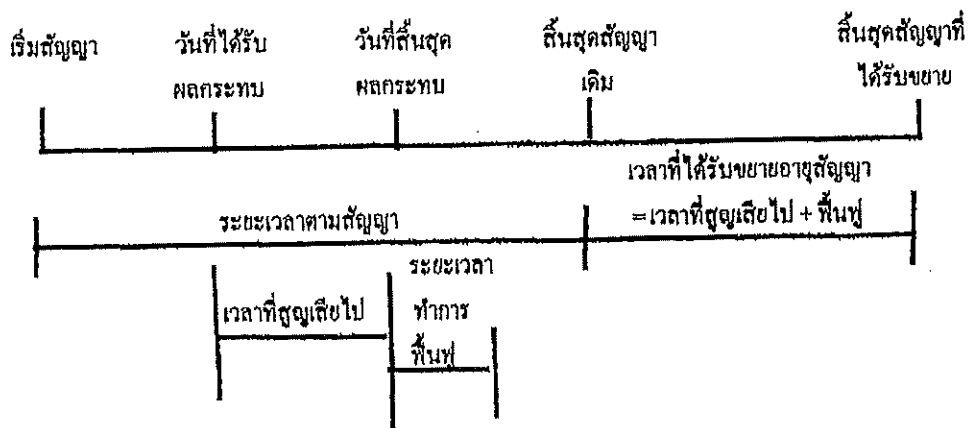 เริ่มสัญญา
วันที่ได้รับ
ผลกระทบ
วันที่สิ้นสุด
ผลกระทบ
สิ้นสุดสัญญา
เดิม
สิ้นสุดสัญญาที่
ได้รับขยาย
เวลาที่ได้รับขยายอายุสัญญา
=เวลาที่สูญเสียไป + ฟื้นฟู
ระยะเวลาตามสัญญา
เวลาที่สูญเสียไป
ระยะเวลา
ทำการ
ฟื้นฟู